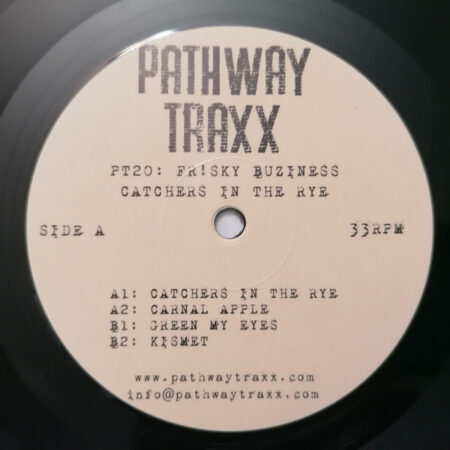 PATHWAY
TRAXX
PT20: FR!SKY BUZINESS
CATCHERS IN THE RYE
SIDE A
33RPM
A1: CATCHERS IN THE RYE
A2: CARNAL APPLE
B1: GREEN MY EYES
B2: KISMET
www.pathwaytraxx.com
info@pathwaytraxx.com